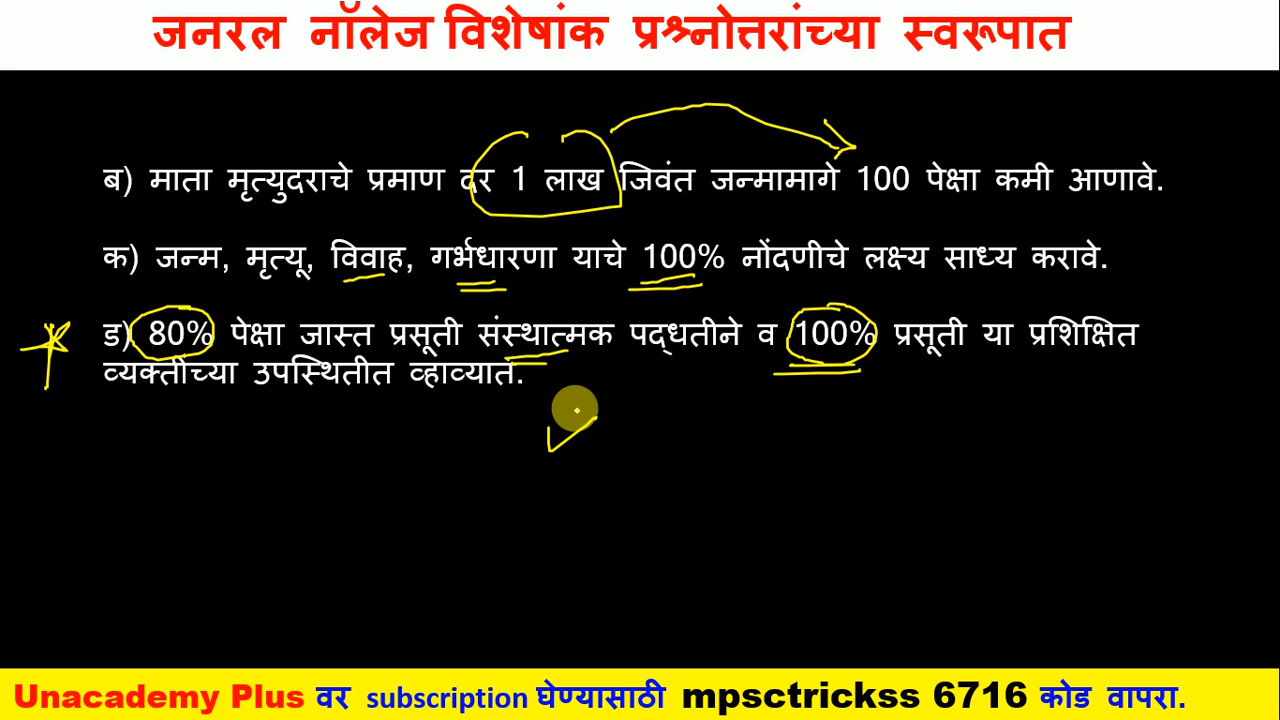 जनरल नॉलेज विशेषांक प्रश्नोत्तरांच्या स्वरूपात
ब) माता मृत्युदराचे प्रमाण दर 1 लाख जिवंत जन्मामागे 100 पेक्षा कमी आणावे.
क) जन्म, मृत्यू, विवाह, गर्भधारणा याचे 100% नोंदणीचे लक्ष्य साध्य करावे.
ड) 80% पेक्षा जास्त प्रसूती संस्थात्मक पद्धतीने व 100% प्रसूती या प्रशिक्षित
व्यक्तींच्या उपस्थितीत व्हाव्यात.
Unacademy Plus वर subscription घेण्यासाठी mpsctrickss 6716 कोड वापरा.